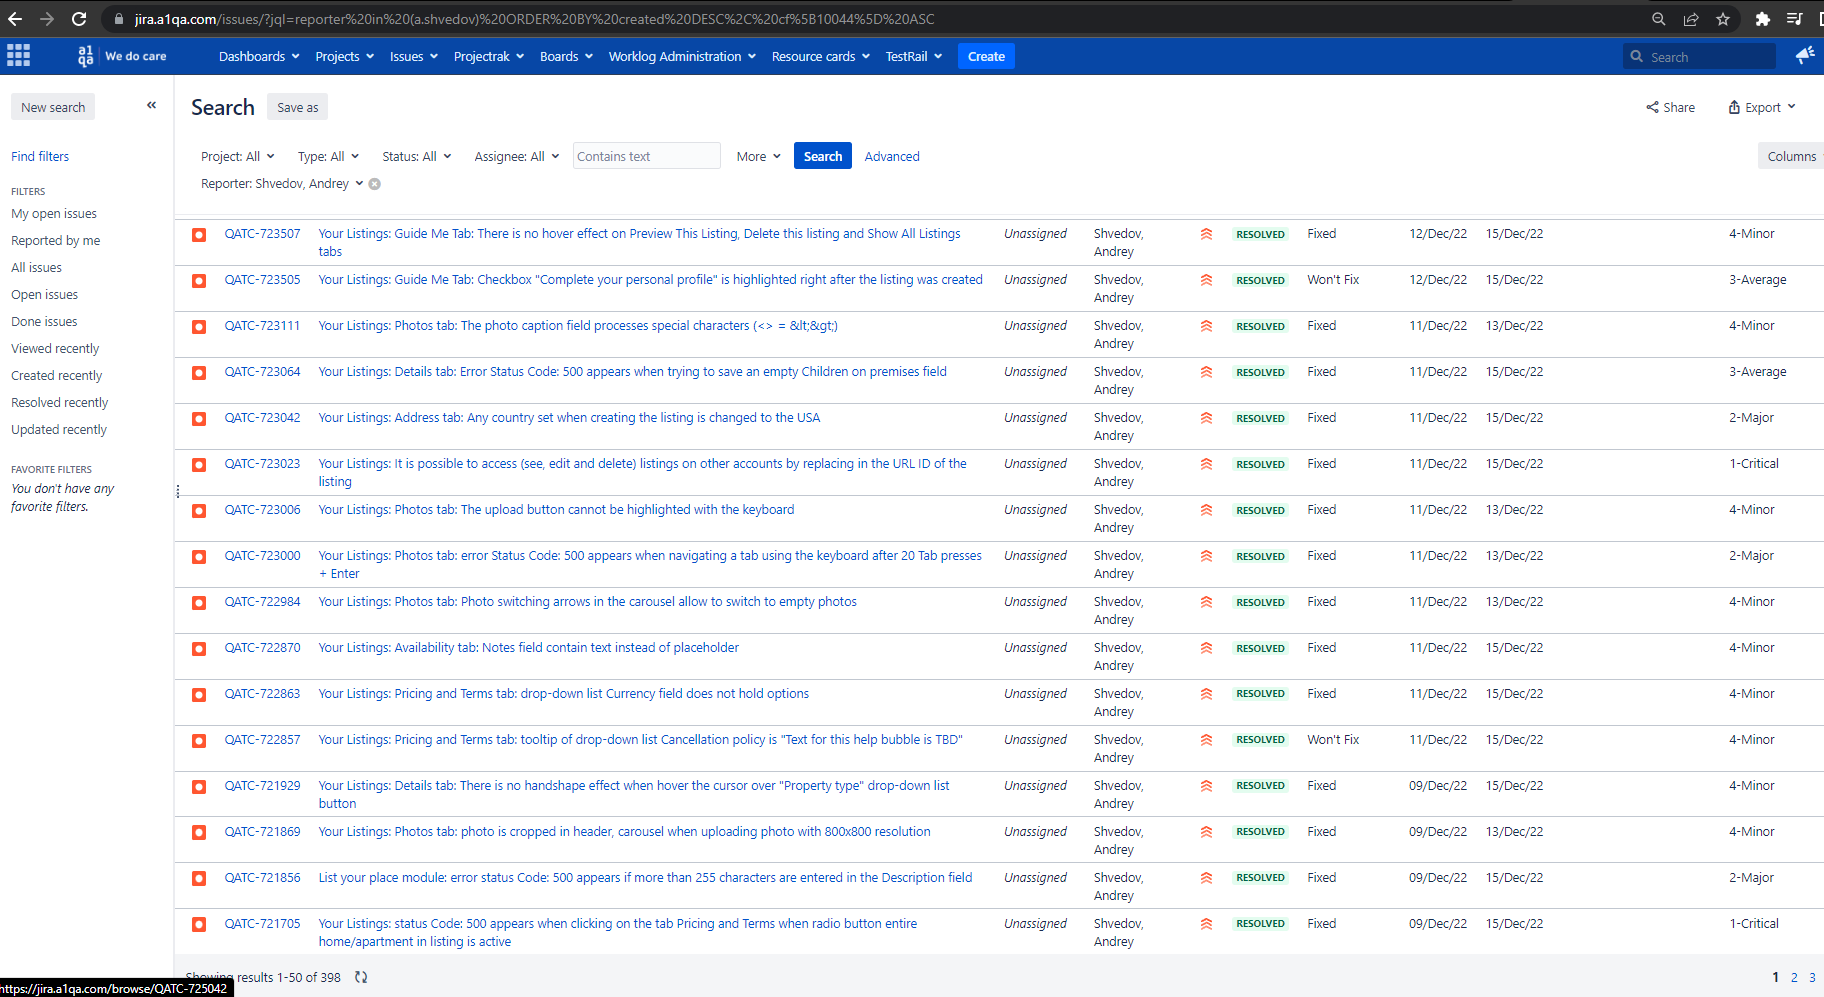 jira.a1qa.com/issues/?jql=reporter%20in%20(a.shvedov)%20ORDER%20BY%20created%20DESC%2C%20cf%5B10044%5D%20ASC
a1 qa We do care Dashboards Projects Issues Projectrak Boards Worklog Administration Resource cards TestRail Create Search
New search « Search Save as Share Export
Find filters Project: All Type: All Status: All Assignee: All Contains text More Search Advanced Columns
Reporter: Shvedov, Andrey
FILTERS
My open issues
Reported by me
All issues
Open issues
Done issues
Viewed recently
Created recently
Resolved recently
Updated recently
FAVORITE FILTERS
You don't have any
favorite filters.
QATC-723507 Your Listings: Guide Me Tab: There is no hover effect on Preview This Listing, Delete this listing and Show All Listings Unassigned Shvedov, RESOLVED Fixed 12/Dec/22 15/Dec/22 4-Minor
tabs Andrey
QATC-723505 Your Listings: Guide Me Tab: Checkbox "Complete your personal profile" is highlighted right after the listing was created Unassigned Shvedov, RESOLVED Won't Fix 12/Dec/22 15/Dec/22 3-Average
Andrey
QATC-723111 Your Listings: Photos tab: The photo caption field processes special characters (<> = &lt;&gt;) Unassigned Shvedov, RESOLVED Fixed 11/Dec/22 13/Dec/22 4-Minor
Andrey
QATC-723064 Your Listings: Details tab: Error Status Code: 500 appears when trying to save an empty Children on premises field Unassigned Shvedov, RESOLVED Fixed 11/Dec/22 15/Dec/22 3-Average
Andrey
QATC-723042 Your Listings: Address tab: Any country set when creating the listing is changed to the USA Unassigned Shvedov, RESOLVED Fixed 11/Dec/22 15/Dec/22 2-Major
Andrey
QATC-723023 Your Listings: It is possible to access (see, edit and delete) listings on other accounts by replacing in the URL ID of the Unassigned Shvedov, RESOLVED Fixed 11/Dec/22 15/Dec/22 1-Critical
listing Andrey
QATC-723006 Your Listings: Photos tab: The upload button cannot be highlighted with the keyboard Unassigned Shvedov, RESOLVED Fixed 11/Dec/22 13/Dec/22 4-Minor
Andrey
QATC-723000 Your Listings: Photos tab: error Status Code: 500 appears when navigating a tab using the keyboard after 20 Tab presses Unassigned Shvedov, RESOLVED Fixed 11/Dec/22 13/Dec/22 2-Major
+ Enter Andrey
QATC-722984 Your Listings: Photos tab: Photo switching arrows in the carousel allow to switch to empty photos Unassigned Shvedov, RESOLVED Fixed 11/Dec/22 13/Dec/22 4-Minor
Andrey
QATC-722870 Your Listings: Availability tab: Notes field contain text instead of placeholder Unassigned Shvedov, RESOLVED Fixed 11/Dec/22 15/Dec/22 4-Minor
Andrey
QATC-722863 Your Listings: Pricing and Terms tab: drop-down list Currency field does not hold options Unassigned Shvedov, RESOLVED Fixed 11/Dec/22 15/Dec/22 4-Minor
Andrey
QATC-722857 Your Listings: Pricing and Terms tab: tooltip of drop-down list Cancellation policy is "Text for this help bubble is TBD" Unassigned Shvedov, RESOLVED Won't Fix 11/Dec/22 15/Dec/22 4-Minor
Andrey
QATC-721929 Your Listings: Details tab: There is no handshape effect when hover the cursor over "Property type" drop-down list Unassigned Shvedov, RESOLVED Fixed 09/Dec/22 15/Dec/22 4-Minor
button Andrey
QATC-721869 Your Listings: Photos tab: photo is cropped in header, carousel when uploading photo with 800x800 resolution Unassigned Shvedov, RESOLVED Fixed 09/Dec/22 13/Dec/22 4-Minor
Andrey
QATC-721856 List your place module: error status Code: 500 appears if more than 255 characters are entered in the Description field Unassigned Shvedov, RESOLVED Fixed 09/Dec/22 15/Dec/22 2-Major
Andrey
QATC-721705 Your Listings: status Code: 500 appears when clicking on the tab Pricing and Terms when radio button entire Unassigned Shvedov, RESOLVED Fixed 09/Dec/22 15/Dec/22 1-Critical
home/apartment in listing is active Andrey
Showing results 1-50 of 398 1 2 3
https://jira.a1qa.com/browse/QATC-725042